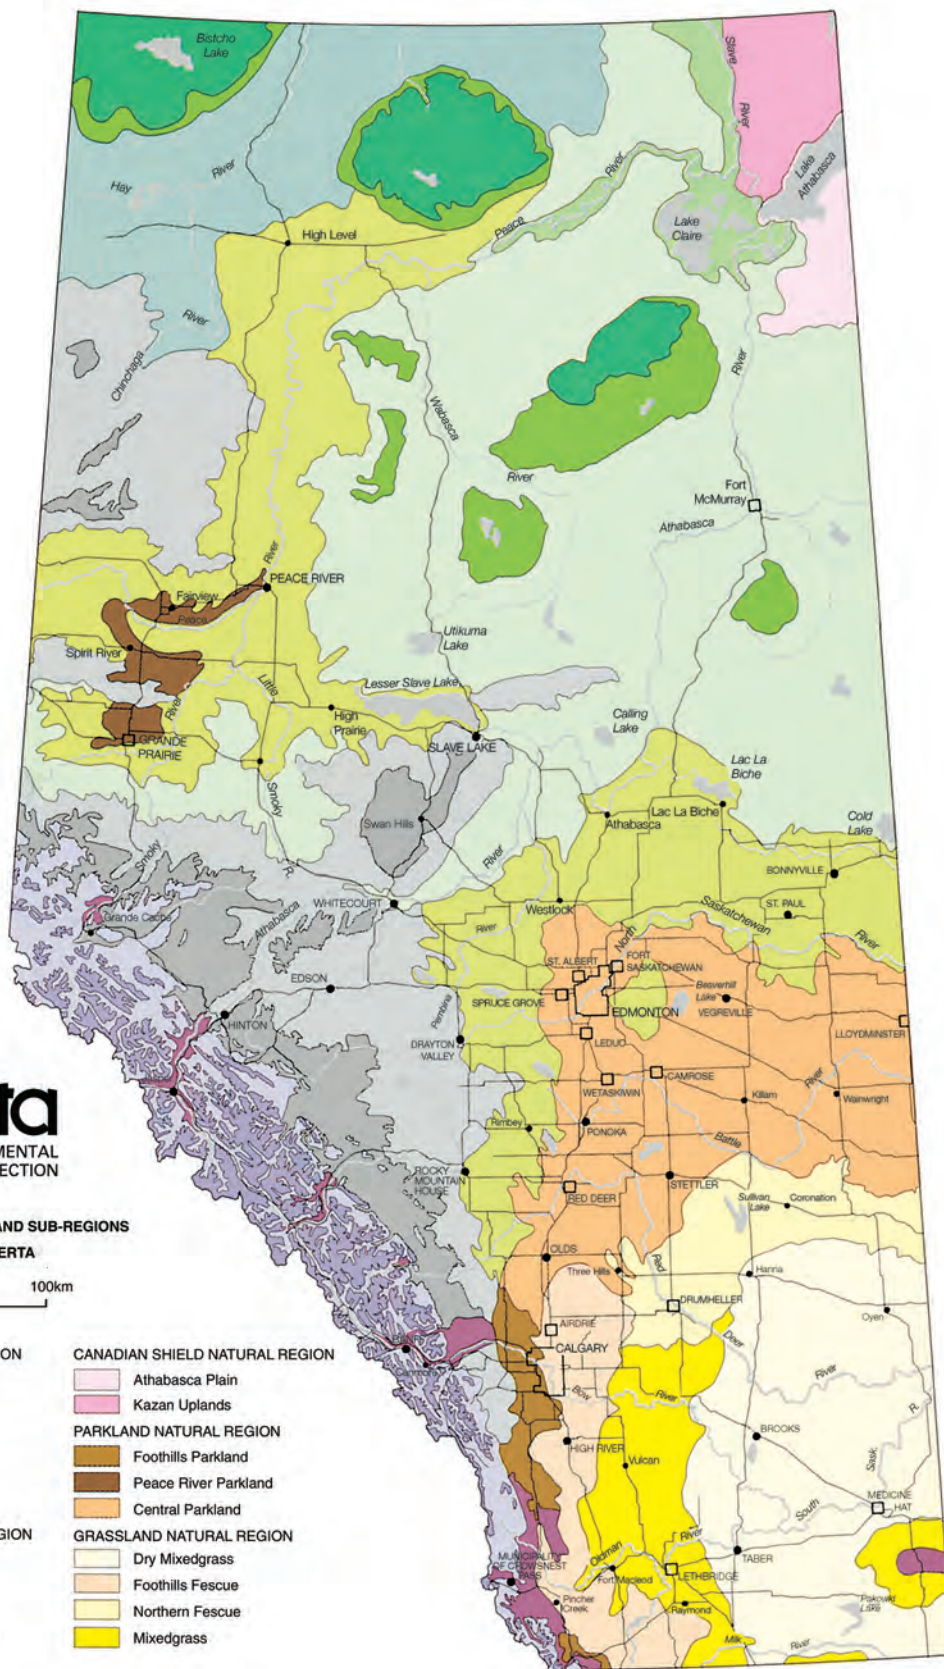 Bistcho
Lake
Slave
River
Lake
Athabasca
Hay
River
River
Peace
Lake
Claire
High Level
River
Chinchaga
River
Wabasca
River
Fort
McMurray
Athabasca
River
PEACE RIVER
Fairview
Peace
Spirit River
Utikuma
Lake
Little
Lesser Slave Lake
River
High
Prairie
Calling
Lake
GRANDE
PRAIRIE
SLAVE LAKE
Lac La
Biche
Smoky
R.
Swan Hills
Lac La Biche
Athabasca
Cold
Lake
Smoky
River
BONNYVILLE
Grande Cache
Athabasca
WHITECOURT
Westlock
River
ST. PAUL
Saskatchewan
River
North
ST. ALBERT
FORT
SASKATCHEWAN
EDSON
SPRUCE GROVE
Beaverhill
Lake
VEGREVILLE
EDMONTON
Pembina
HINTON
LEDUC
LLOYDMINSTER
DRAYTON
VALLEY
CAMROSE
River
WETASKIWIN
Killam
Wainwright
ta
MENTAL
ECTION
Rimbey
PONOKA
Battle
ROCKY
MOUNTAIN
HOUSE
RED DEER
STETTLER
Sullivan
Lake
Coronation
AND SUB-REGIONS
ERTA
OLDS
Three Hills
Red
Hanna
100km
DRUMHELLER
Oyen
AIRDRIE
Deer
CALGARY
River
Banff
Canmore
Bow
River
R.
BROOKS
HIGH RIVER
Vulcan
Sask.
MEDICINE
HAT
South
Oldman
River
MUNICIPALITY
OF CROWSNEST
PASS
TABER
Fort Macleod
LETHBRIDGE
Pincher
Creek
Raymond
Pakowki
Lake
Milk
River
ON
CANADIAN SHIELD NATURAL REGION
Athabasca Plain
Kazan Uplands
PARKLAND NATURAL REGION
Foothills Parkland
Peace River Parkland
Central Parkland
GION
GRASSLAND NATURAL REGION
Dry Mixedgrass
Foothills Fescue
Northern Fescue
Mixedgrass